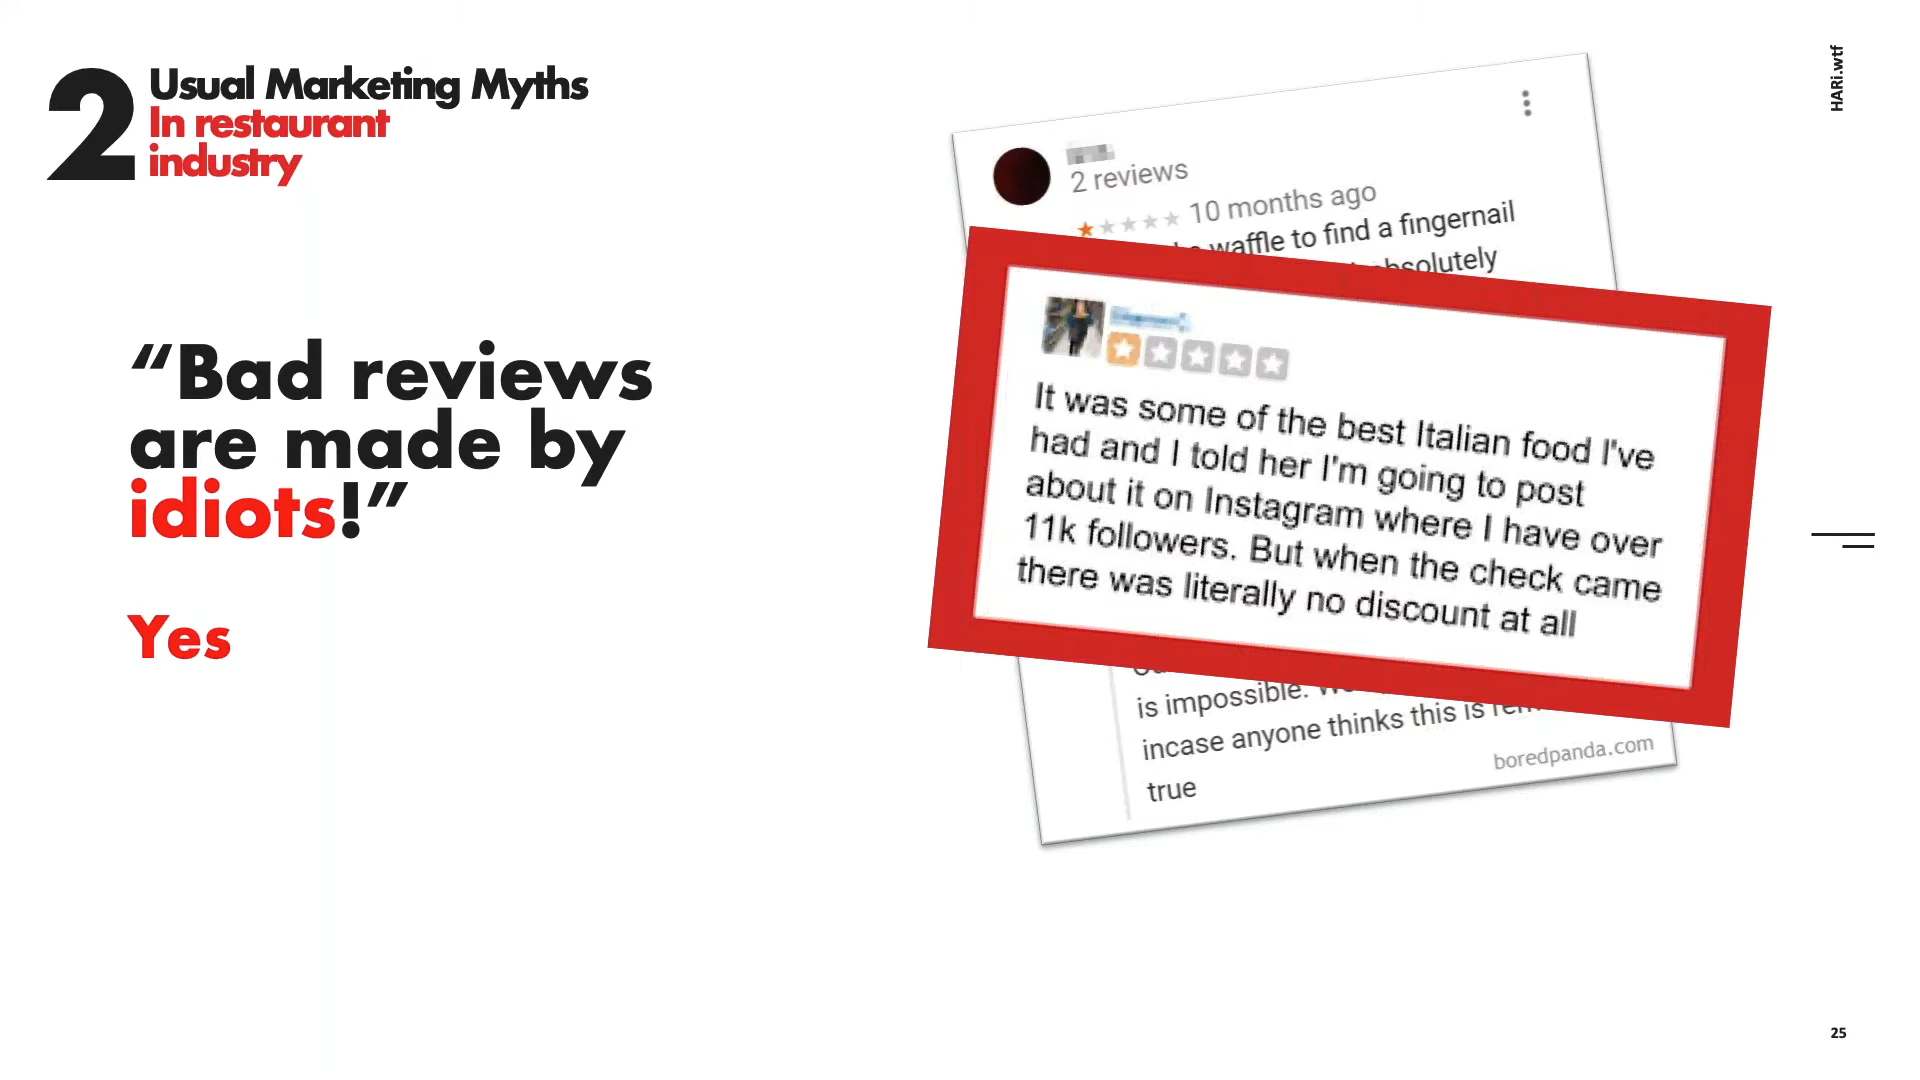 2
Usual Marketing Myths
In restaurant
industry
HARi.wtf
“Bad reviews
are made by
idiots!”
Yes
2 reviews
10 months ago
waffle to find a fingernail
absolutely
It was some of the best Italian food I've
had and I told her I'm going to post
about it on Instagram where I have over
11k followers. But when the check came
there was literally no discount at all
is impossible.
incase anyone thinks this is
true
boredpanda.com
25